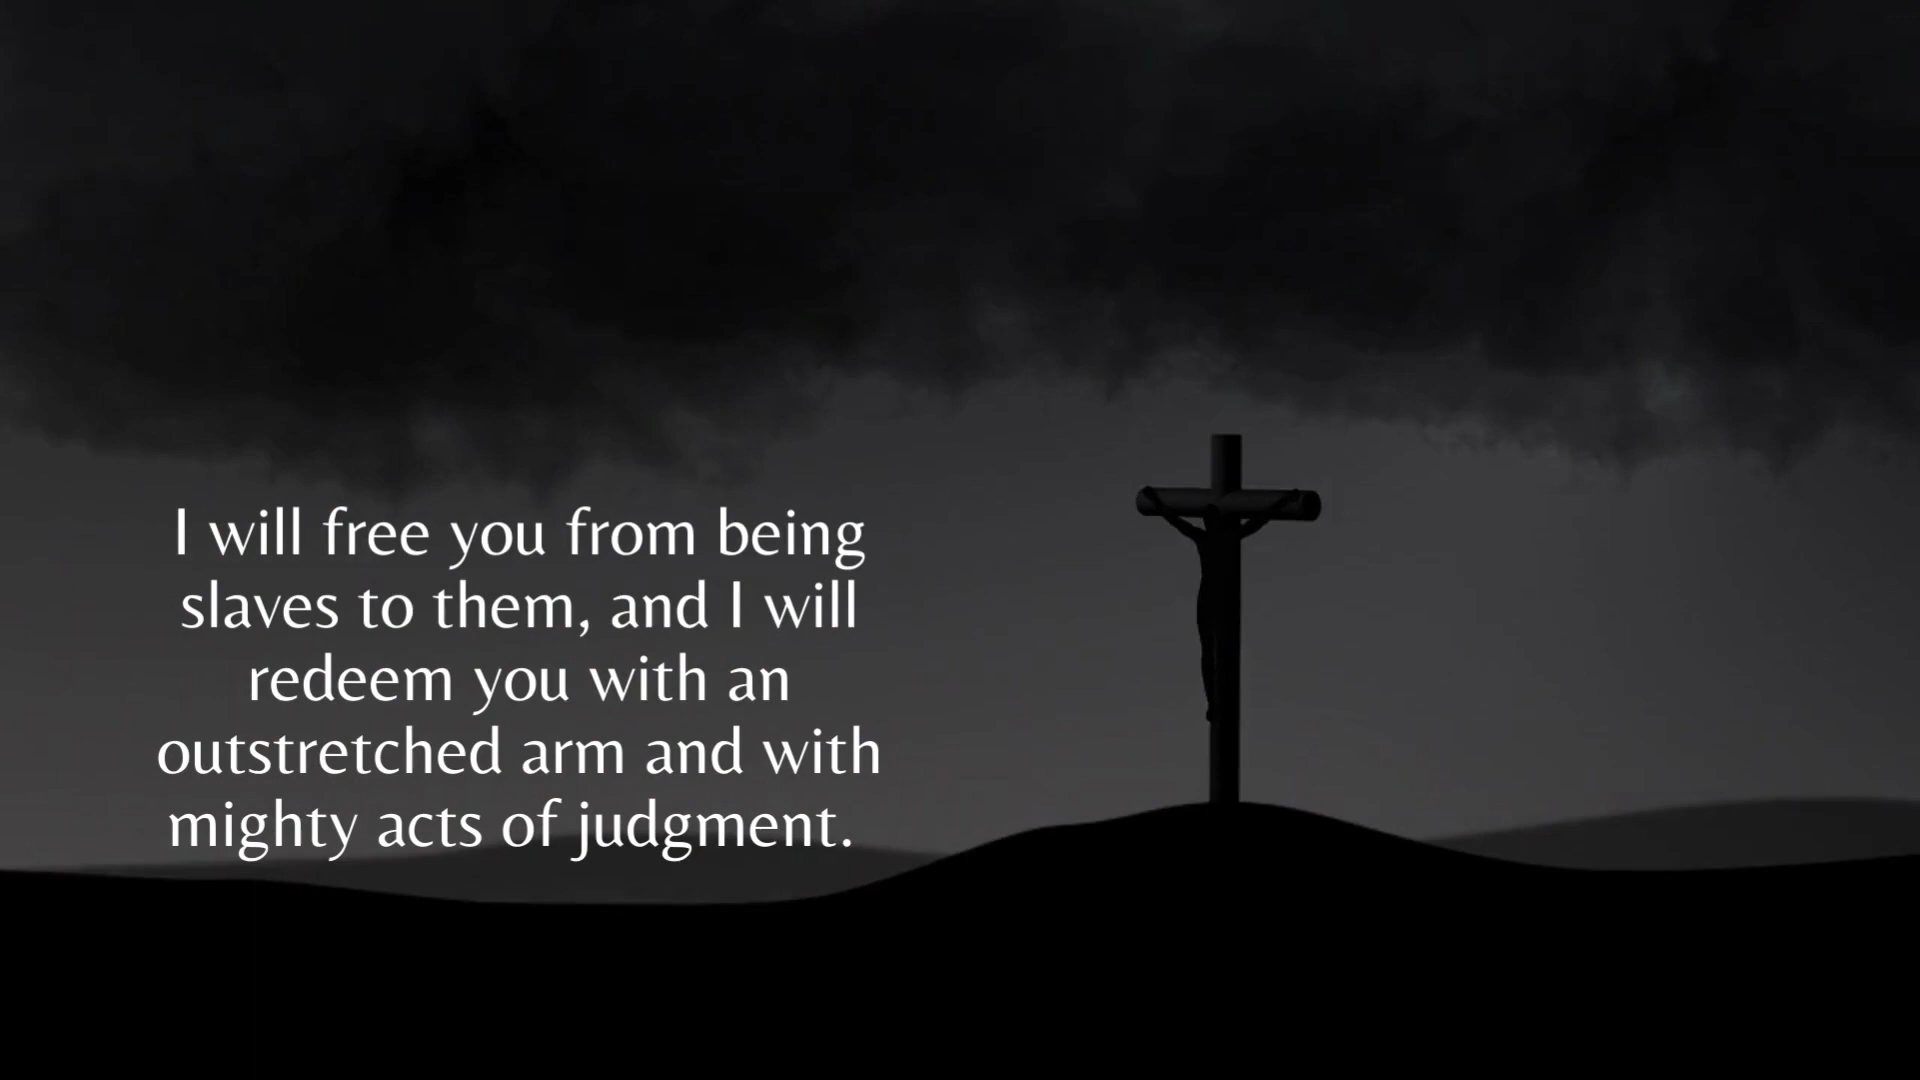 I will free you from being
slaves to them, and I will
redeem you with an
outstretched arm and with
mighty acts of judgment.